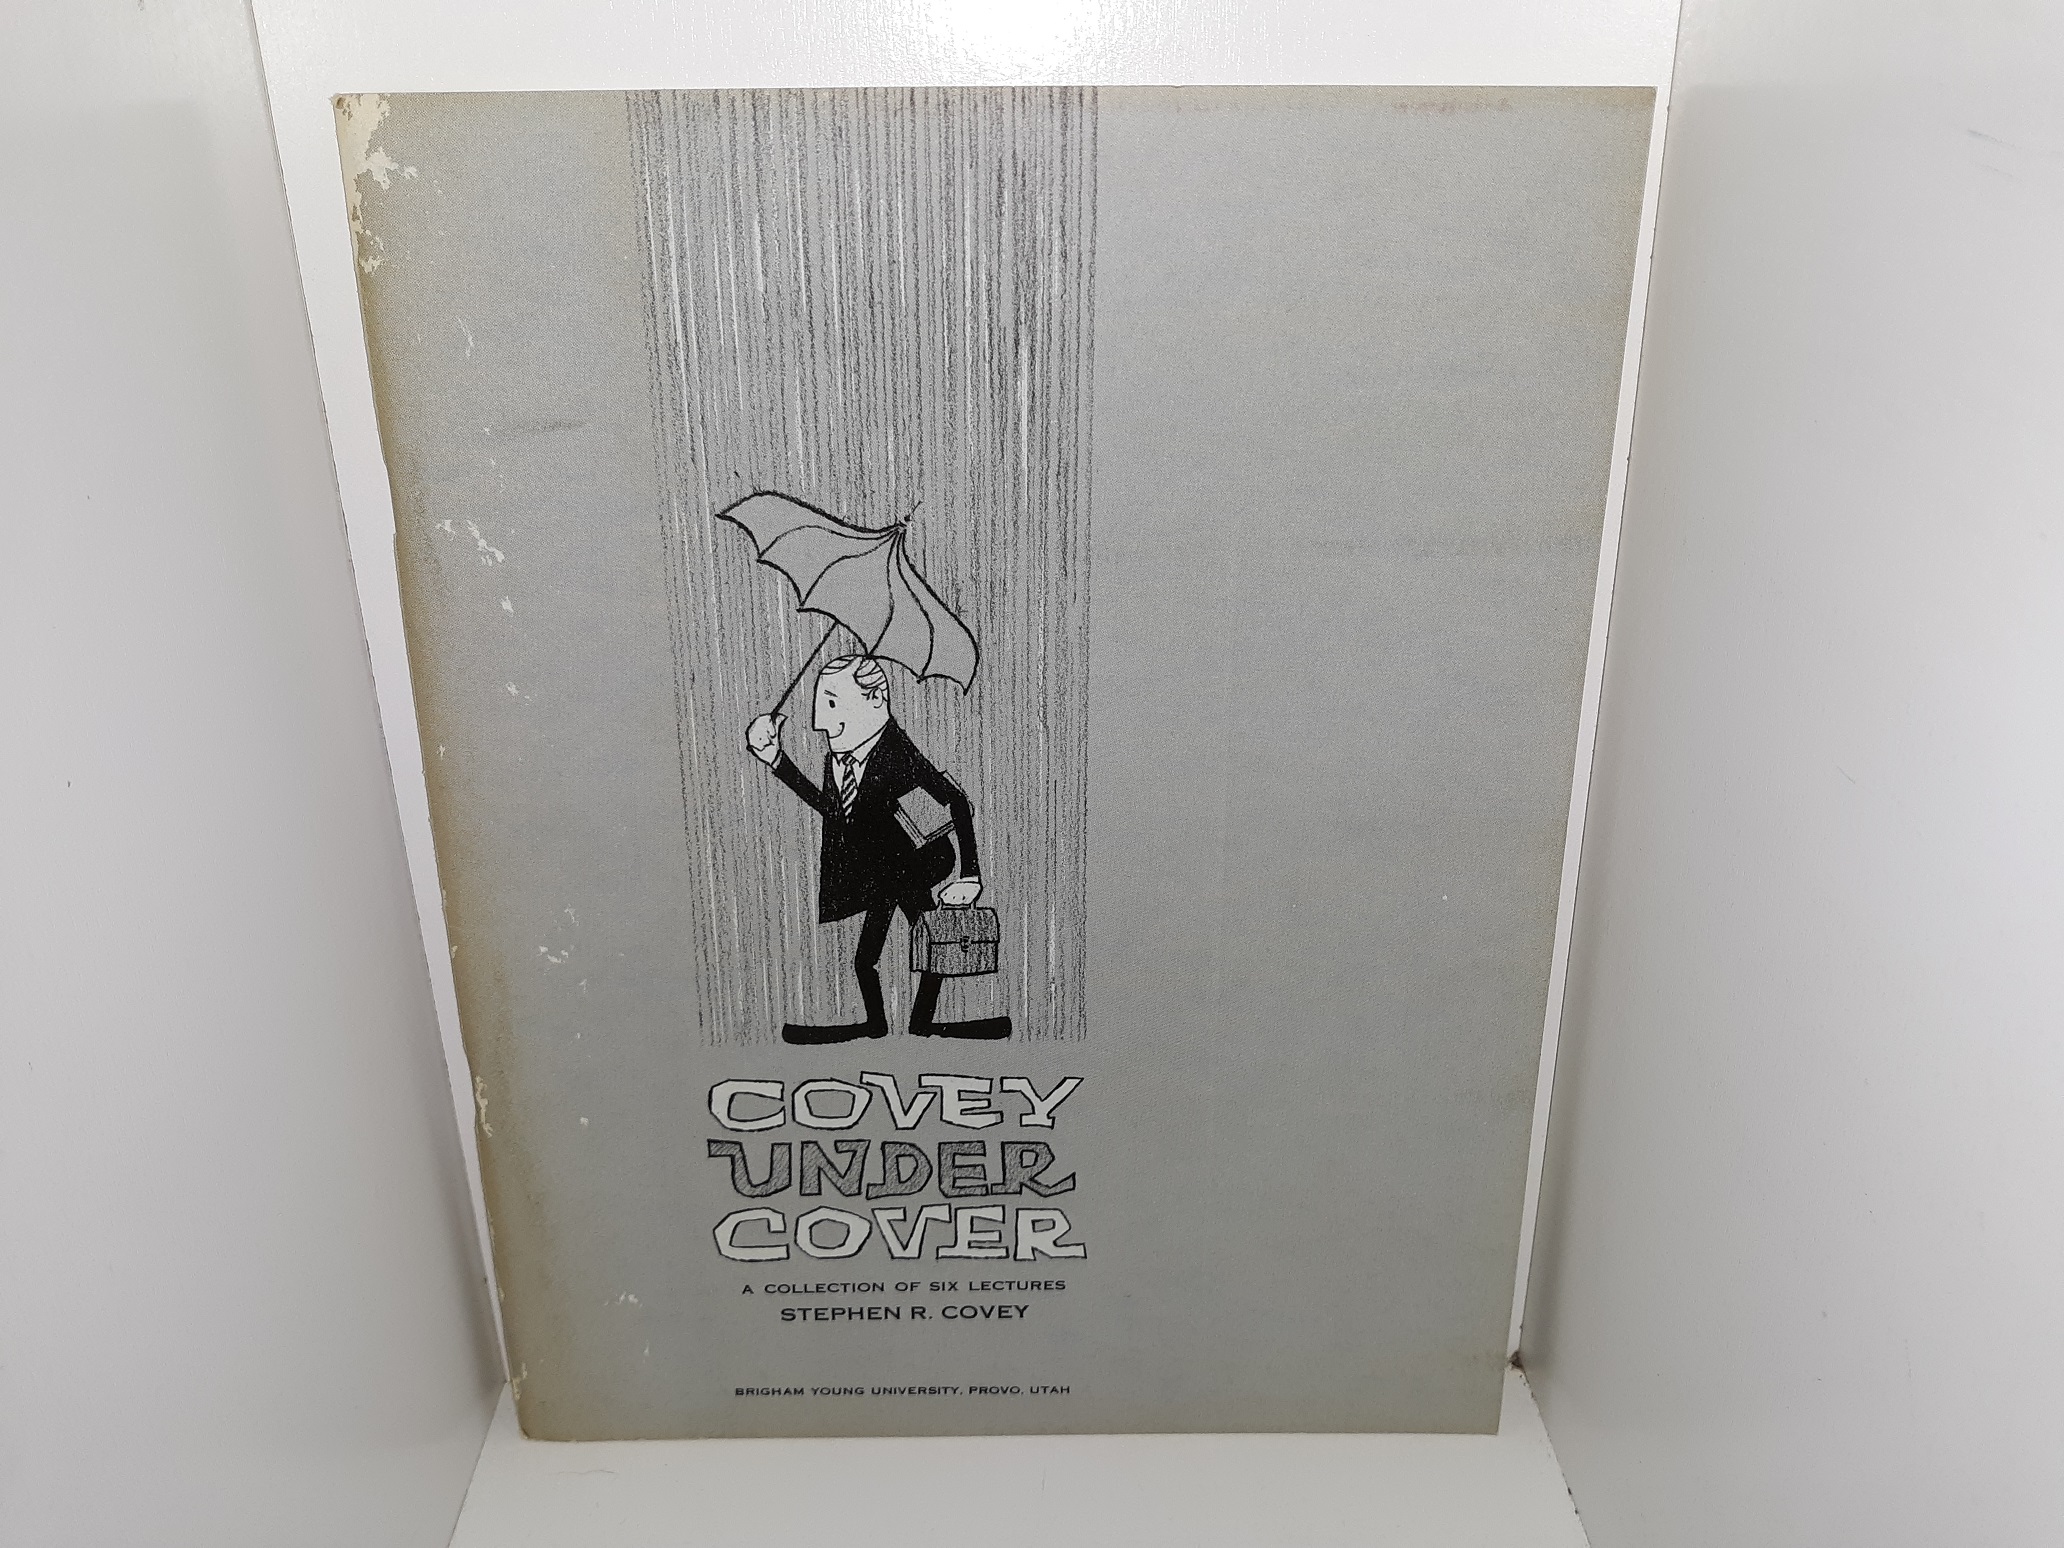 COVEY
UNDER
COVER
A COLLECTION OF SIX LECTURES
STEPHEN R. COVEY
BRIGHAM YOUNG UNIVERSITY, PROVO, UTAH